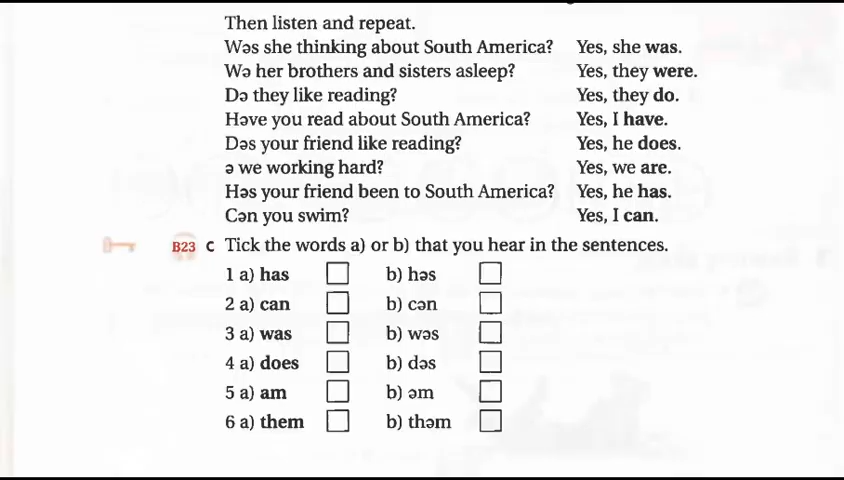 Then listen and repeat.
Wəs she thinking about South America? Yes, she was.
Wə her brothers and sisters asleep? Yes, they were.
Də they like reading? Yes, they do.
Həve you read about South America? Yes, I have.
Dəs your friend like reading? Yes, he does.
ə we working hard? Yes, we are.
Həs your friend been to South America? Yes, he has.
Cən you swim? Yes, I can.
B23 C Tick the words a) or b) that you hear in the sentences.
1 a) has b) həs
2 a) can b) cən
3 a) was b) wəs
4 a) does b) dəs
5 a) am b) əm
6 a) them b) thəm